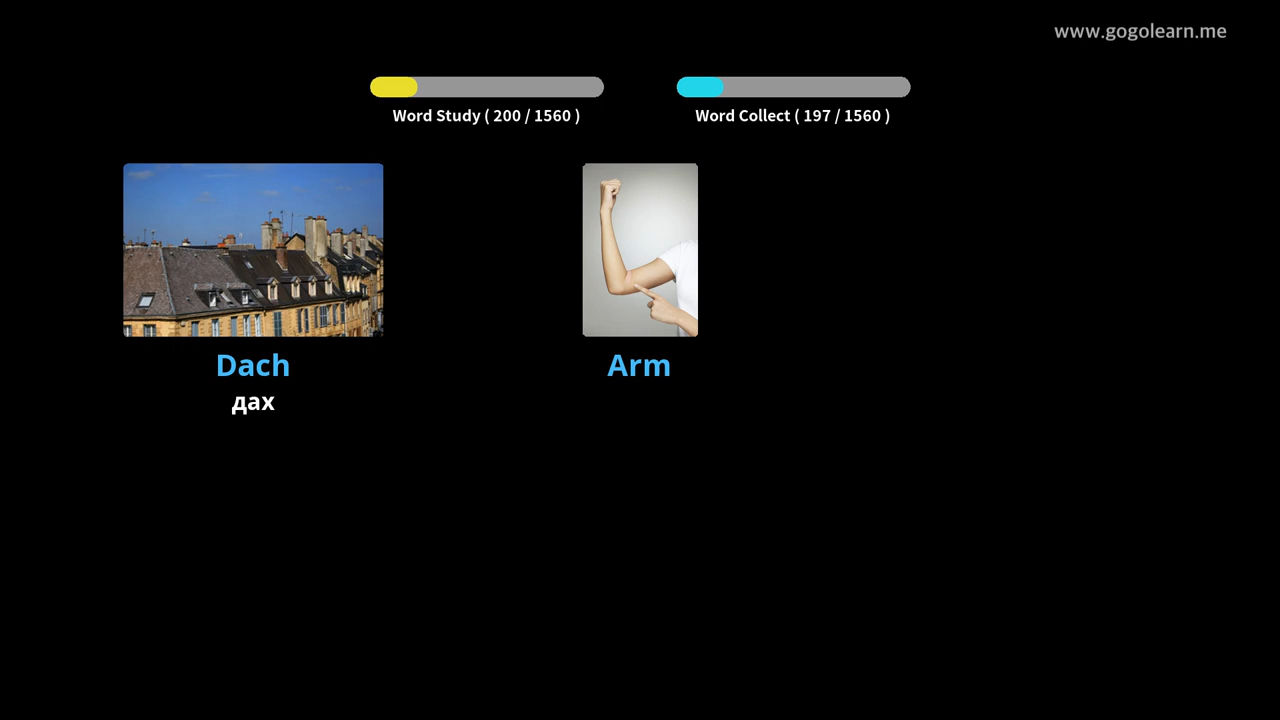 www.gogolearn.me
Word Study ( 200 / 1560 )
Word Collect ( 197 / 1560 )
Dach
дах
Arm